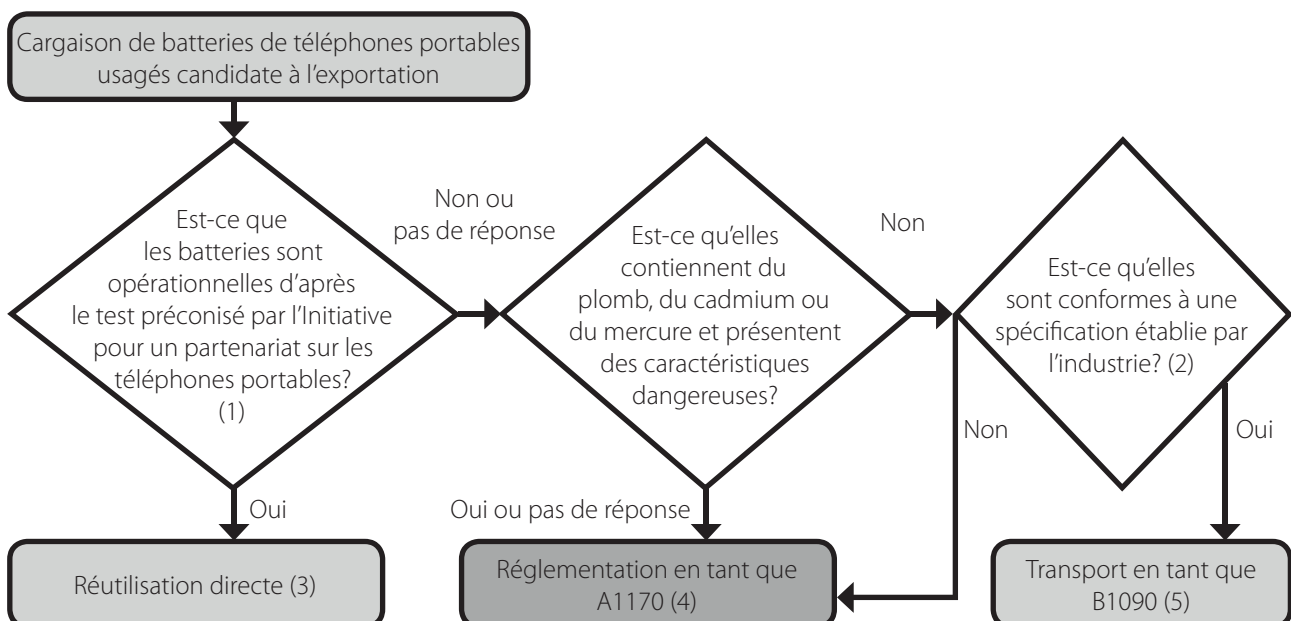 Cargaison de batteries de téléphones portables
usagés candidate à l’exportation
Est-ce que
les batteries sont
opérationnelles d’après
le test préconisé par l’Initiative
pour un partenariat sur les
téléphones portables?
(1)
Non ou
pas de réponse
Est-ce qu’elles
contiennent du
plomb, du cadmium ou
du mercure et présentent
des caractéristiques
dangereuses?
Non
Est-ce qu’elles
sont conformes à une
spécification établie par
l’industrie? (2)
Non
Oui
Oui
Oui ou pas de réponse
Réutilisation directe (3)
Réglementation en tant que
A1170 (4)
Transport en tant que
B1090 (5)